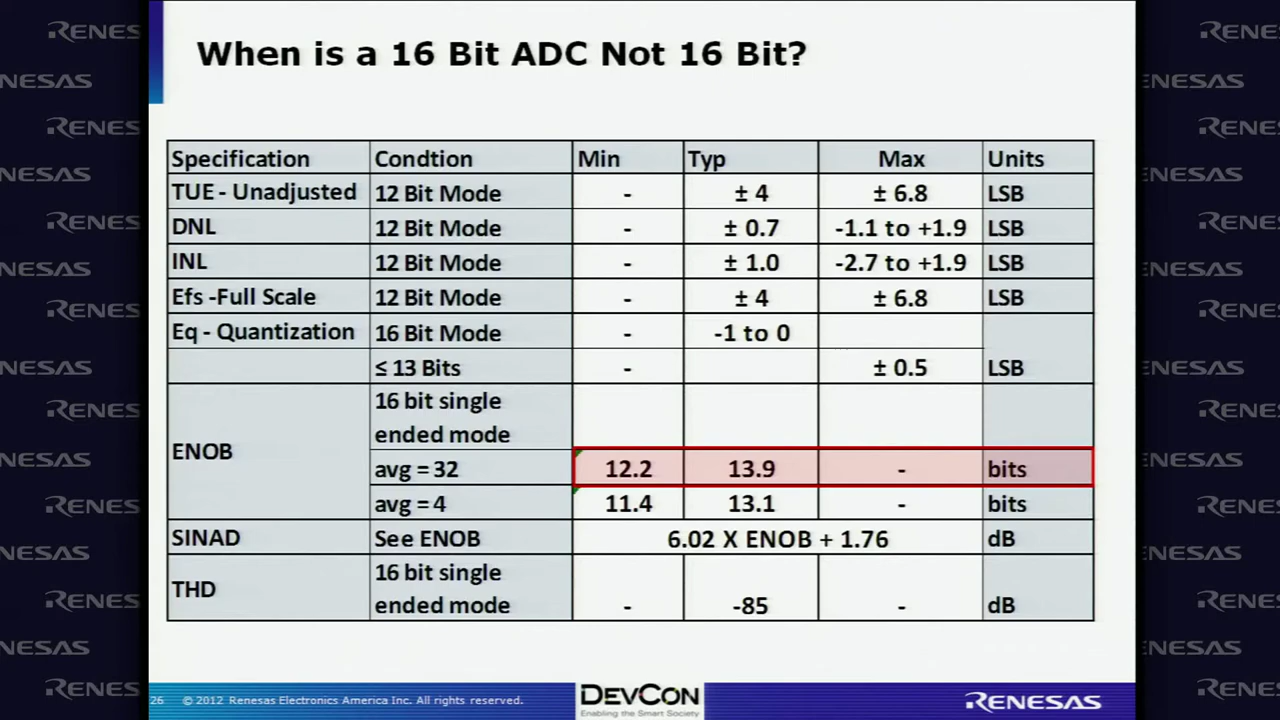 When is a 16 Bit ADC Not 16 Bit?
Specification Condtion Min Typ Max Units
TUE - Unadjusted 12 Bit Mode - ± 4 ± 6.8 LSB
DNL 12 Bit Mode - ± 0.7 -1.1 to +1.9 LSB
INL 12 Bit Mode - ± 1.0 -2.7 to +1.9 LSB
Efs -Full Scale 12 Bit Mode - ± 4 ± 6.8 LSB
Eq - Quantization 16 Bit Mode - -1 to 0
≤ 13 Bits - ± 0.5 LSB
ENOB
16 bit single
ended mode
avg = 32 12.2 13.9 - bits
avg = 4 11.4 13.1 - bits
SINAD See ENOB 6.02 X ENOB + 1.76 dB
THD
16 bit single
ended mode - -85 - dB
26 © 2012 Renesas Electronics America Inc. All rights reserved.
DEVCON
Enabling the Smart Society
RENESAS